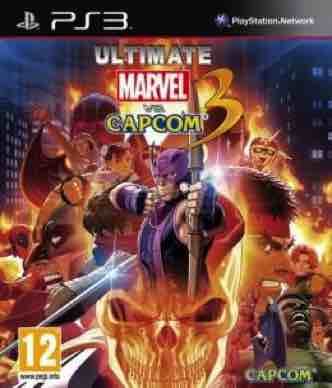 PS3
PlayStation.Network
ULTIMATE
MARVEL
VS.
CAPCOM 3
12
www.pegi.info
CAPCOM